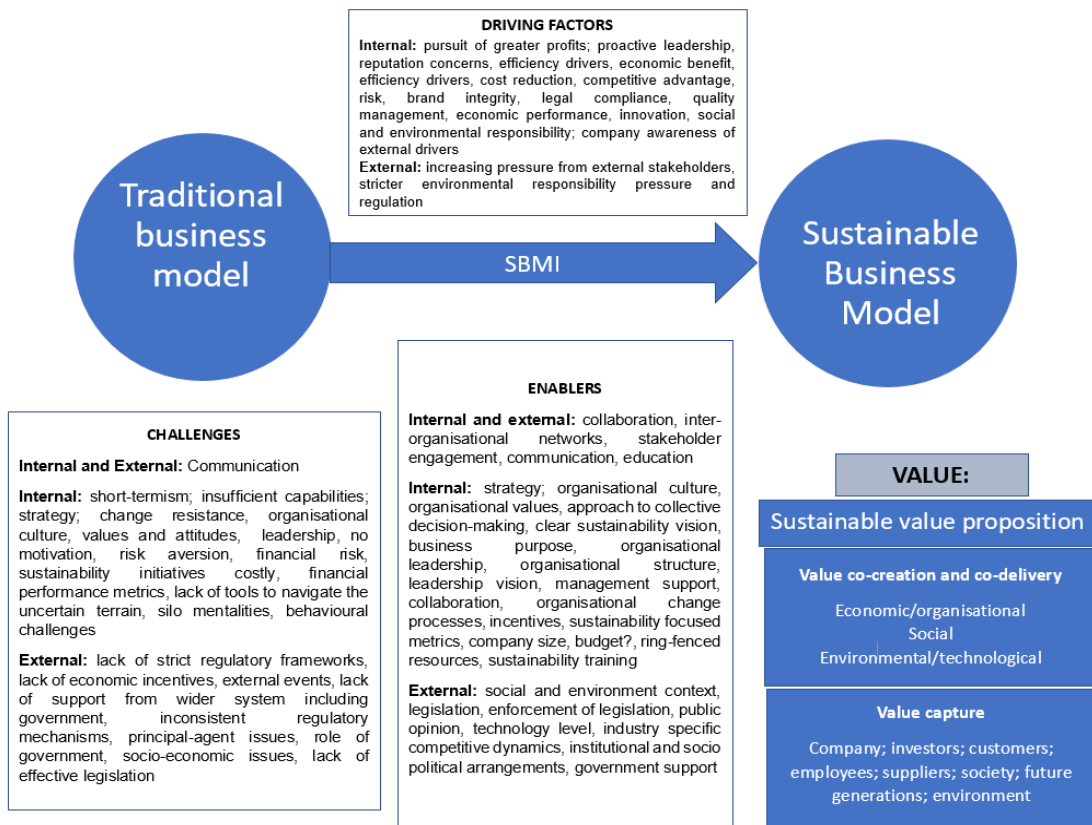 DRIVING FACTORS
Internal: pursuit of greater profits; proactive leadership,
reputation concerns, efficiency drivers, economic benefit,
efficiency drivers, cost reduction, competitive advantage,
risk, brand integrity, legal compliance, quality
management, economic performance, innovation, social
and environmental responsibility; company awareness of
external drivers
External: increasing pressure from external stakeholders,
stricter environmental responsibility pressure and
regulation
Traditional
business
model
SBMI
Sustainable
Business
Model
CHALLENGES
Internal and External: Communication
Internal: short-termism; insufficient capabilities;
strategy; change resistance, organisational
culture, values and attitudes, leadership, no
motivation, risk aversion, financial risk,
sustainability initiatives costly, financial
performance metrics, lack of tools to navigate the
uncertain terrain, silo mentalities, behavioural
challenges
External: lack of strict regulatory frameworks,
lack of economic incentives, external events, lack
of support from wider system including
government, inconsistent regulatory
mechanisms, principal-agent issues, role of
government, socio-economic issues, lack of
effective legislation
ENABLERS
Internal and external: collaboration, inter-
organisational networks, stakeholder
engagement, communication, education
Internal: strategy; organisational culture,
organisational values, approach to collective
decision-making, clear sustainability vision,
business purpose, organisational
leadership, organisational structure,
leadership vision, management support,
collaboration, organisational change
processes, incentives, sustainability focused
metrics, company size, budget?, ring-fenced
resources, sustainability training
External: social and environment context,
legislation, enforcement of legislation, public
opinion, technology level, industry specific
competitive dynamics, institutional and socio
political arrangements, government support
VALUE:
Sustainable value proposition
Value co-creation and co-delivery
Economic/organisational
Social
Environmental/technological
Value capture
Company; investors; customers;
employees; suppliers; society; future
generations; environment